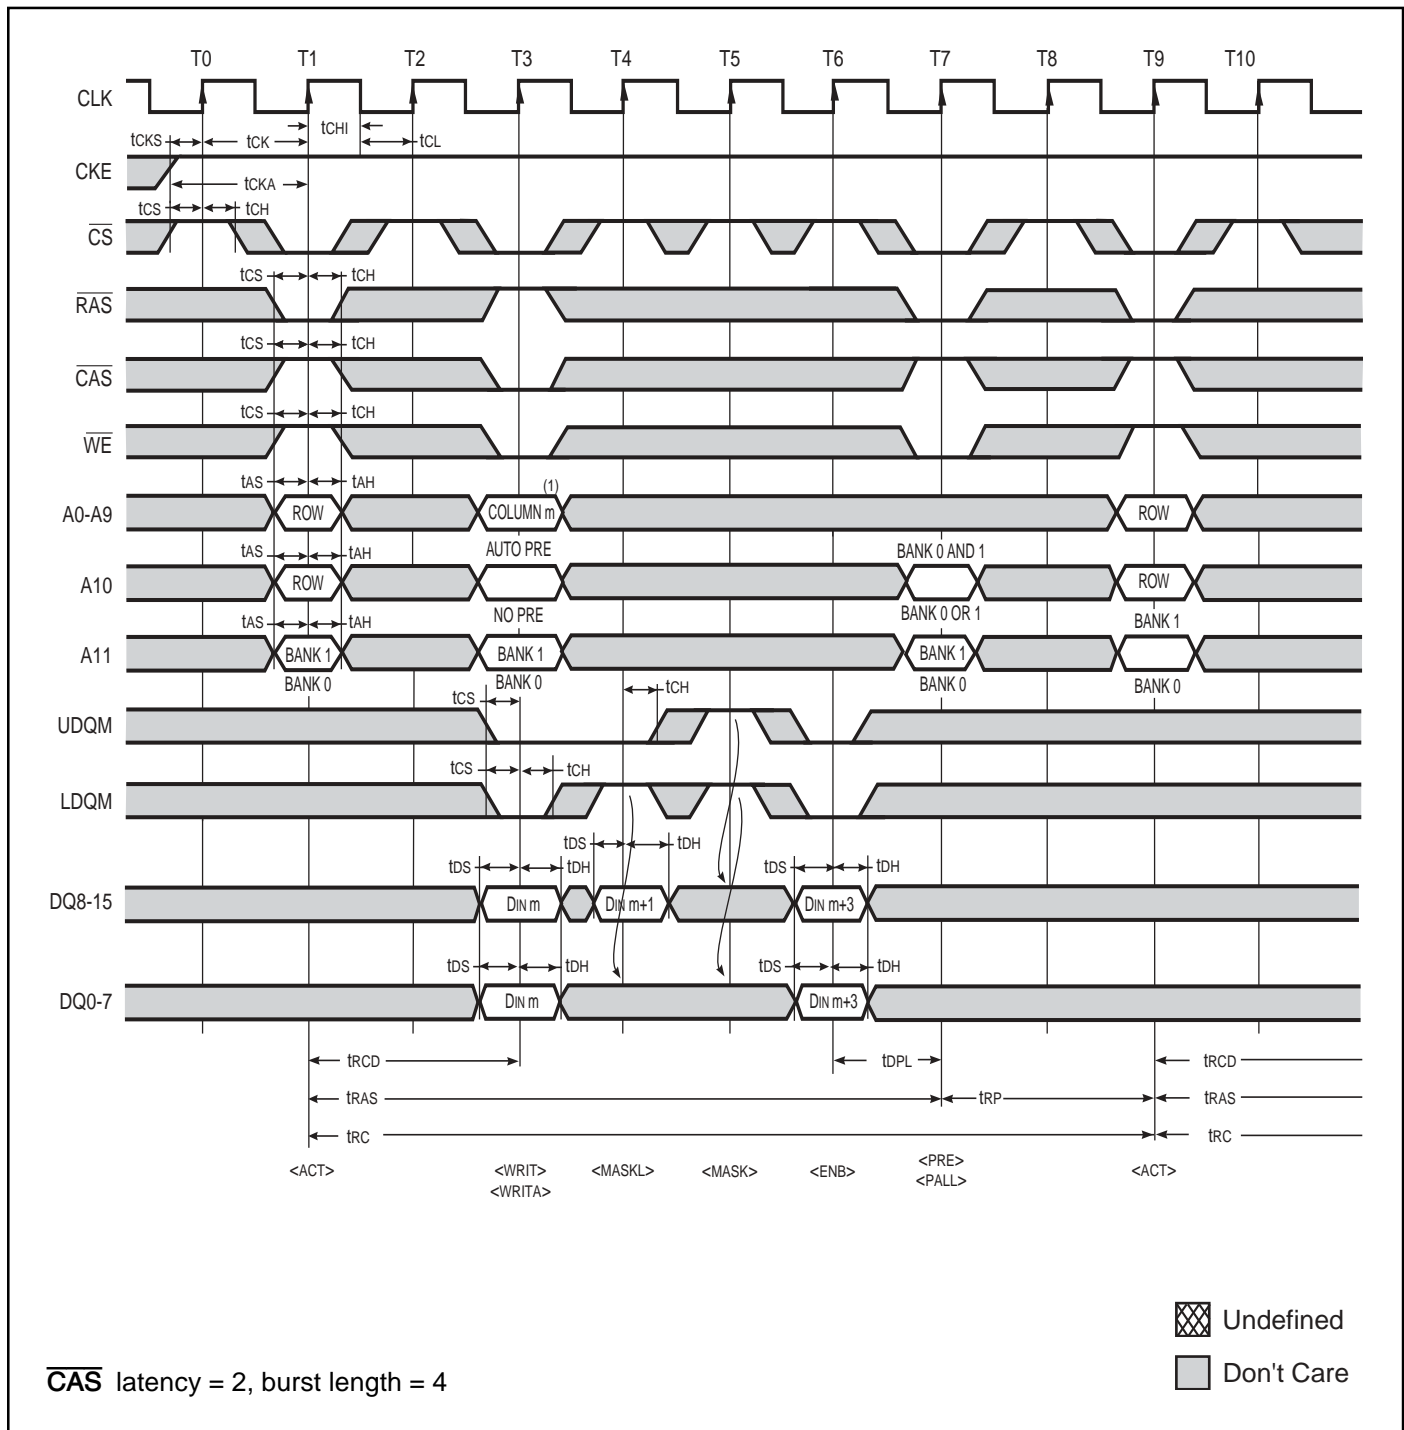 T0 T1 T2 T3 T4 T5 T6 T7 T8 T9 T10
CLK
tCHI
tCKS tCK tCL
CKE
tCKA
tCS tCH
CS
tCS tCH
RAS
tCS tCH
CAS
tCS tCH
WE
tAS tAH (1)
A0-A9 ROW COLUMN m ROW
tAS tAH AUTO PRE BANK 0 AND 1
A10 ROW ROW
NO PRE BANK 0 OR 1 BANK 1
tAS tAH
A11 BANK 1 BANK 1 BANK 1
BANK 0 BANK 0 BANK 0 BANK 0
tCS tCH
UDQM
tCS tCH
LDQM
tDS tDH
tDS tDH tDS tDH
DQ8-15 DIN m DIN m+1 DIN m+3
tDS tDH tDS tDH
DQ0-7 DIN m DIN m+3
tRCD tDPL tRCD
tRAS tRP tRAS
tRC tRC
<ACT> <WRIT> <MASKL> <MASK> <ENB> <PRE> <ACT>
<WRITA> <PALL>
Undefined
Don't Care
CAS latency = 2, burst length = 4